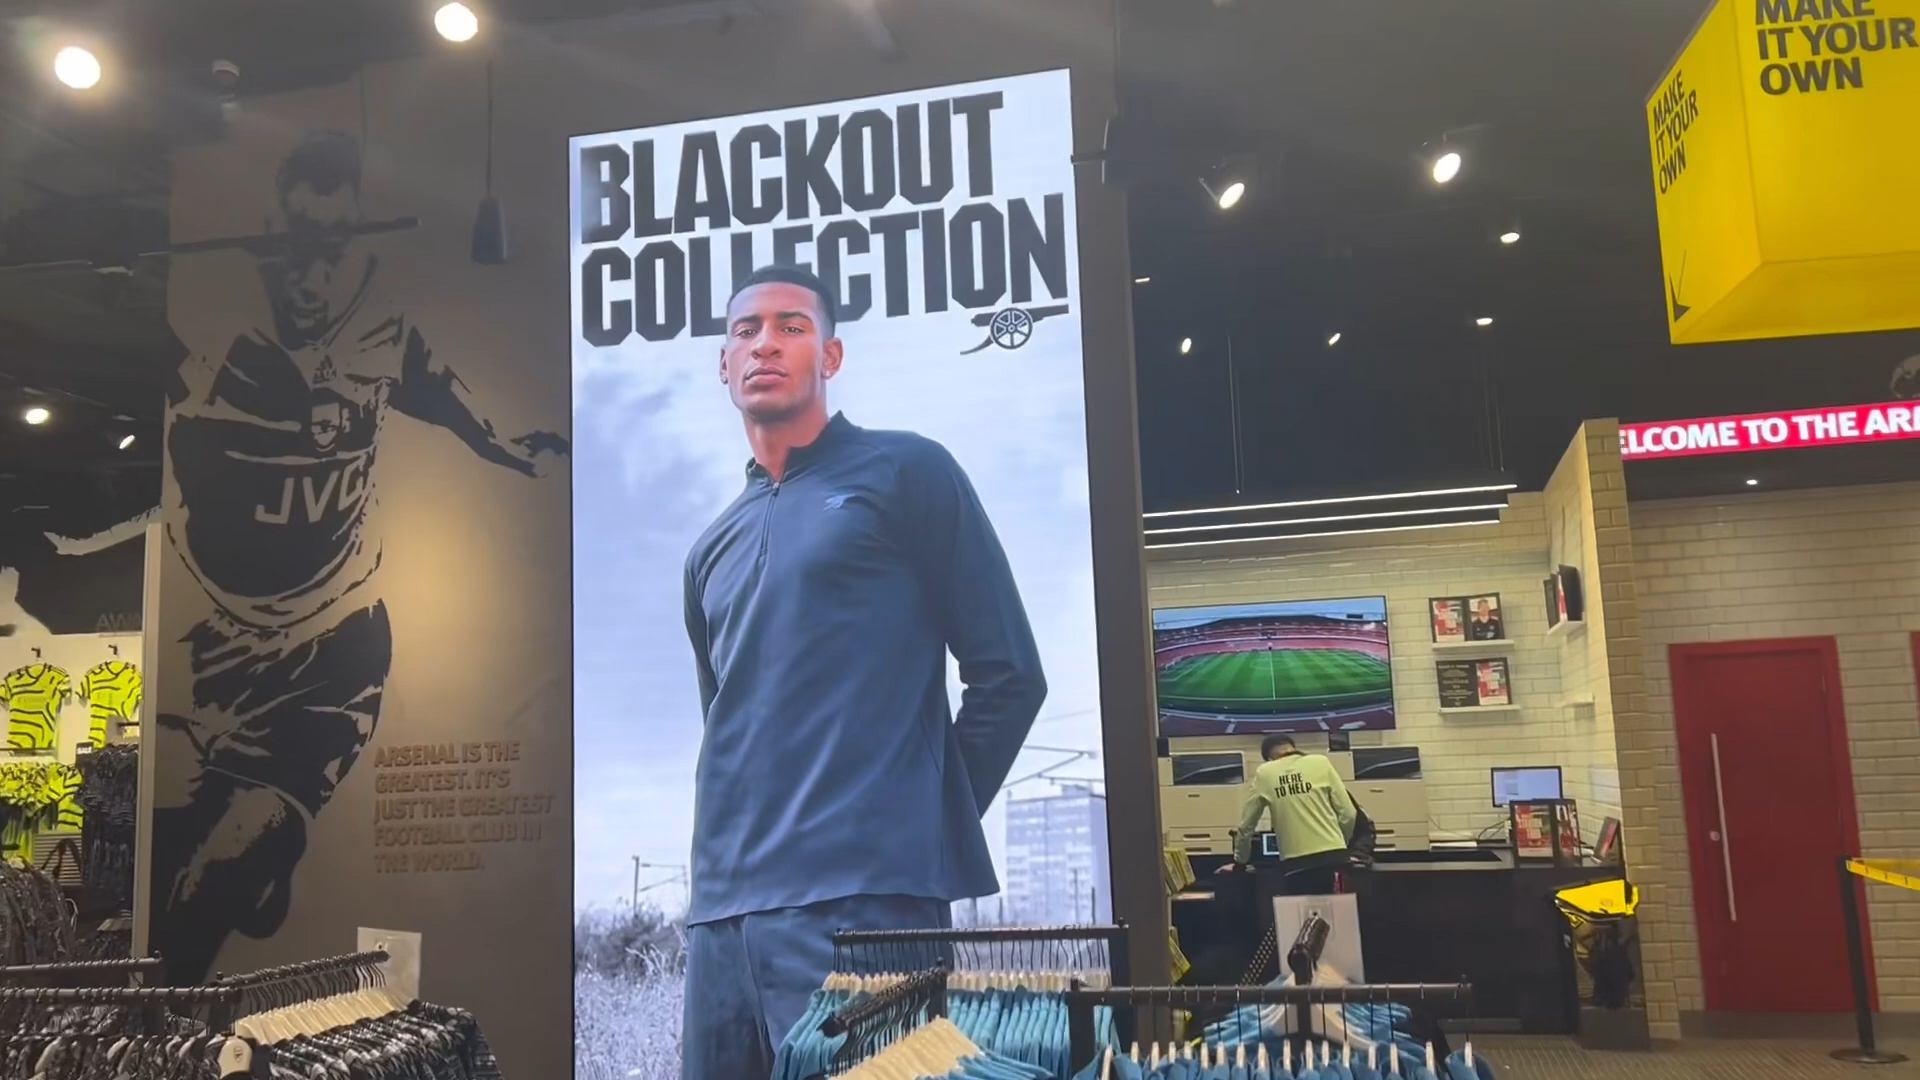 BLACKOUT
COLLECTION
MAKE
IT YOUR
OWN
MAKE
IT YOUR
OWN
ELCOME TO THE AR
JVC
ARSENAL IS THE
GREATEST. IT'S
JUST THE GREATEST
FOOTBALL CLUB IN
THE WORLD.
HERE
TO HELP
AWA